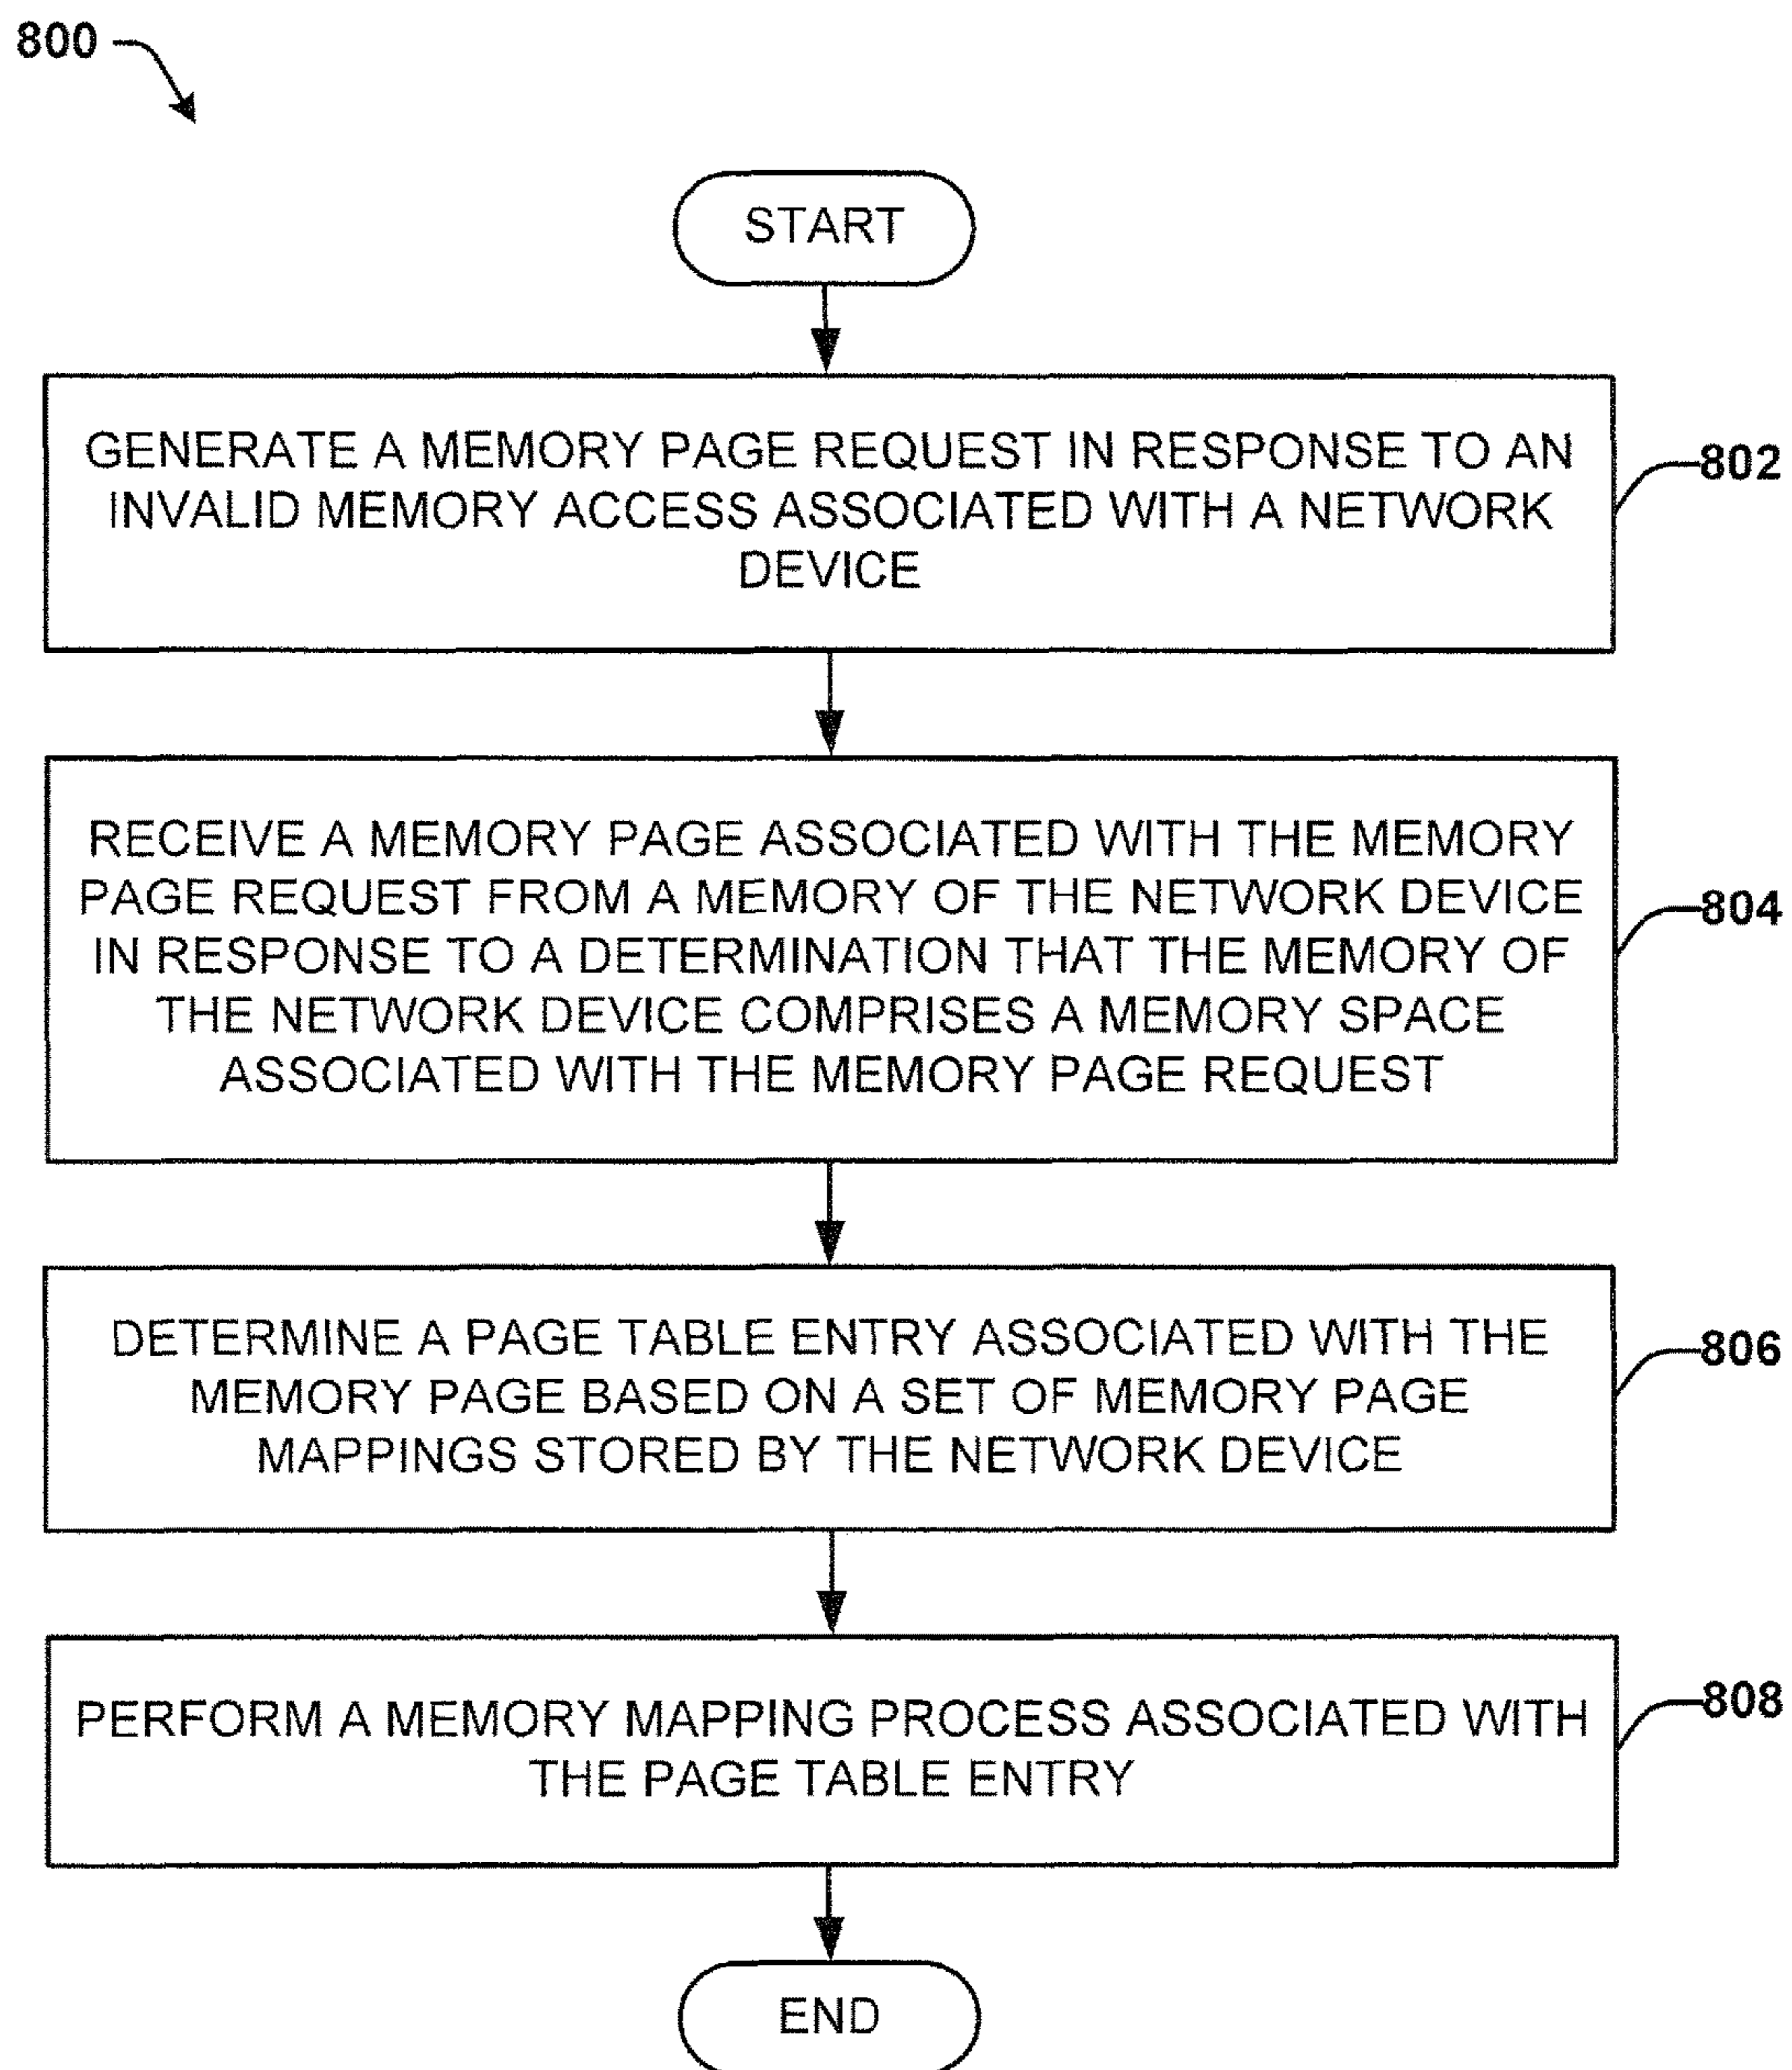 800
START
GENERATE A MEMORY PAGE REQUEST IN RESPONSE TO AN
INVALID MEMORY ACCESS ASSOCIATED WITH A NETWORK
DEVICE
802
RECEIVE A MEMORY PAGE ASSOCIATED WITH THE MEMORY
PAGE REQUEST FROM A MEMORY OF THE NETWORK DEVICE
IN RESPONSE TO A DETERMINATION THAT THE MEMORY OF
THE NETWORK DEVICE COMPRISES A MEMORY SPACE
ASSOCIATED WITH THE MEMORY PAGE REQUEST
804
DETERMINE A PAGE TABLE ENTRY ASSOCIATED WITH THE
MEMORY PAGE BASED ON A SET OF MEMORY PAGE
MAPPINGS STORED BY THE NETWORK DEVICE
806
PERFORM A MEMORY MAPPING PROCESS ASSOCIATED WITH
THE PAGE TABLE ENTRY
808
END